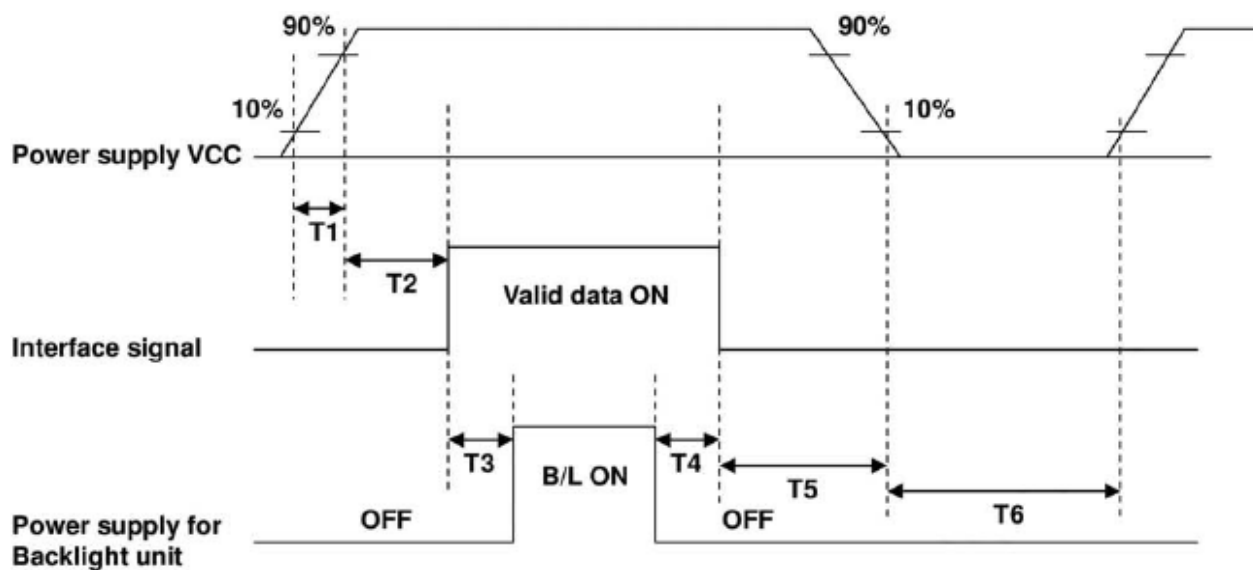 90%
90%
10%
10%
Power supply VCC
T1
T2
Valid data ON
Interface signal
T3
T4
B/L ON
T5
T6
OFF
OFF
Power supply for
Backlight unit